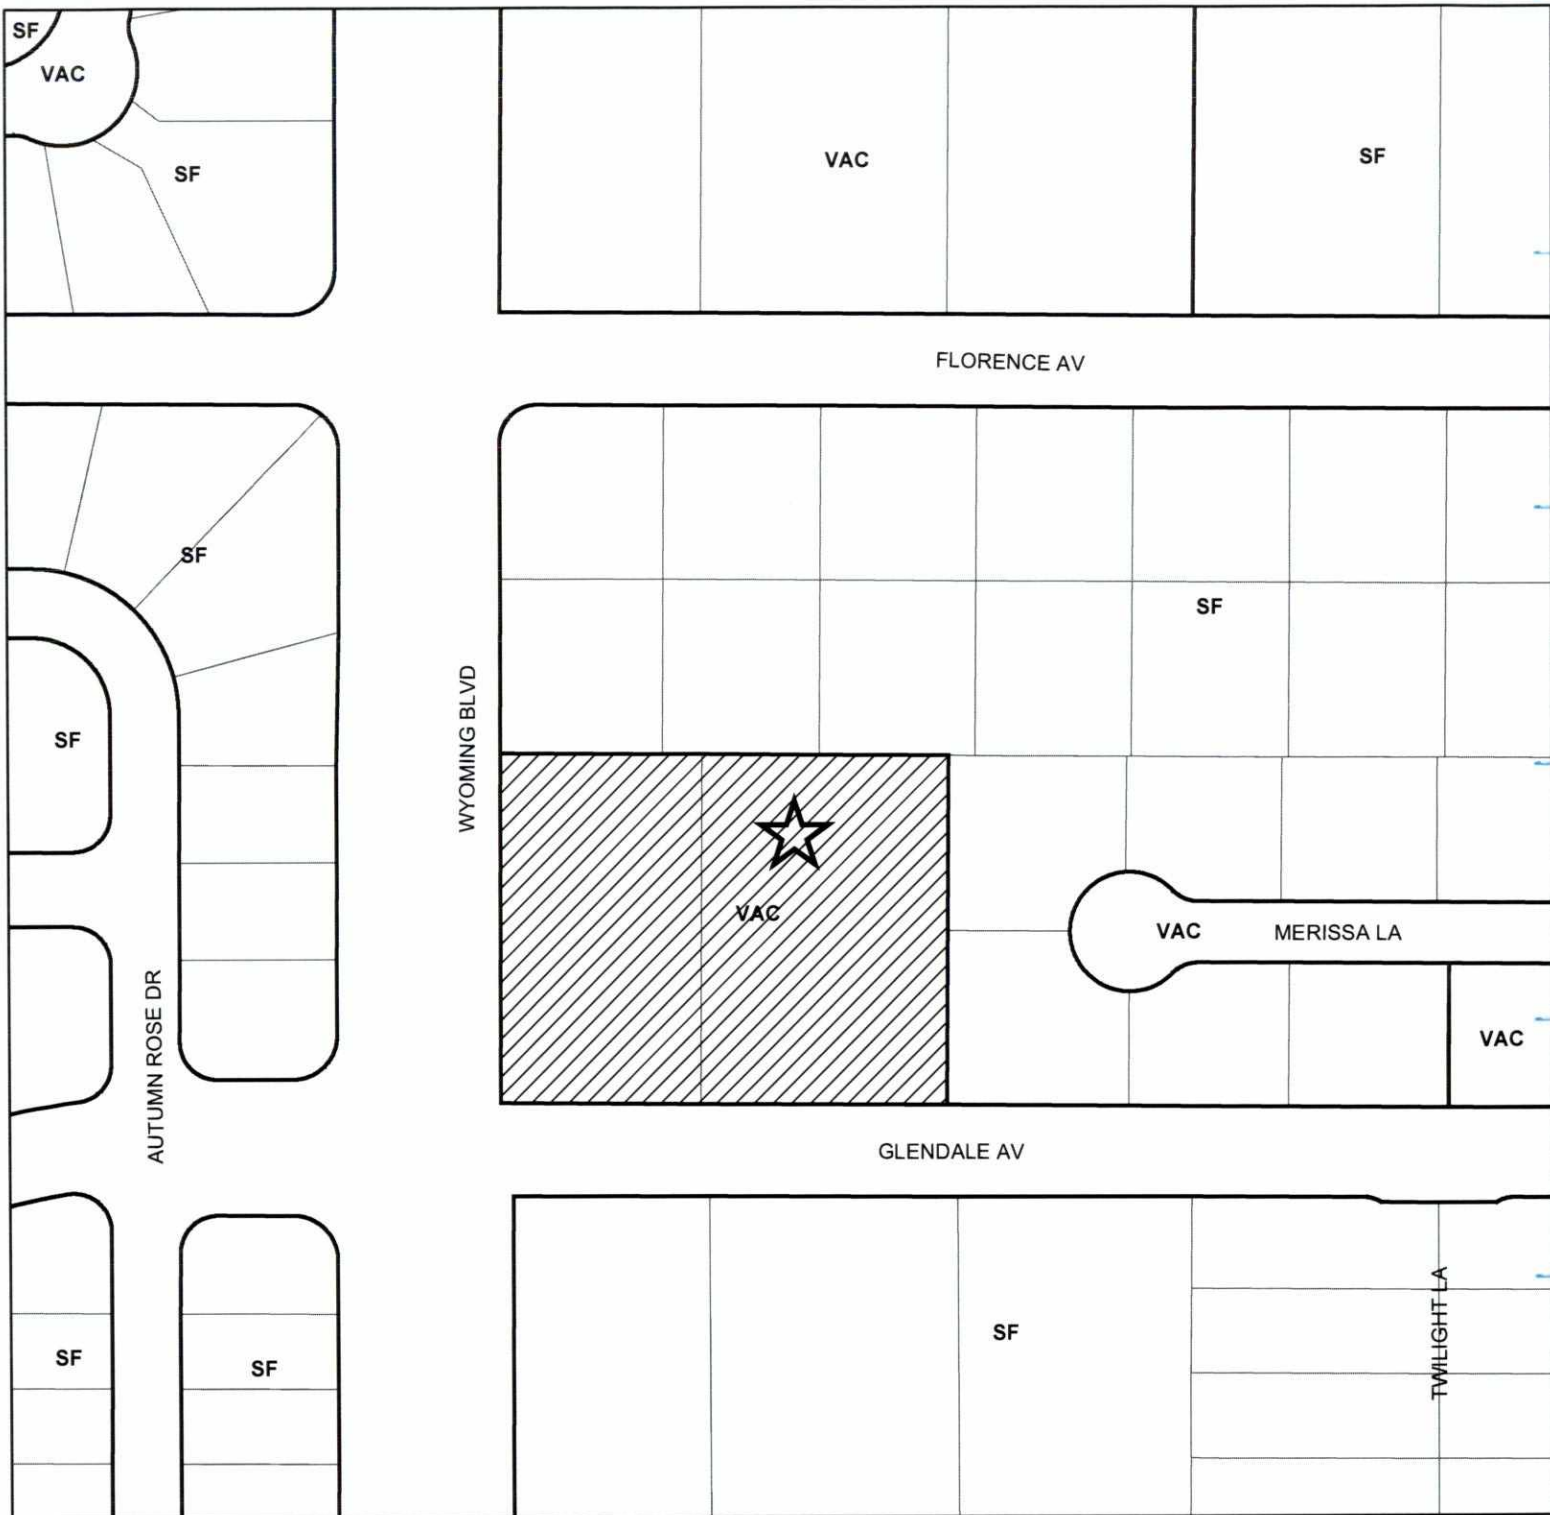 SF
VAC
SF
VAC
SF
FLORENCE AV
SF
SF
WYOMING BLVD
SF
VAC
VAC
MERISSA LA
VAC
AUTUMN ROSE DR
GLENDALE AV
SF
SF
SF
TWILIGHT LA